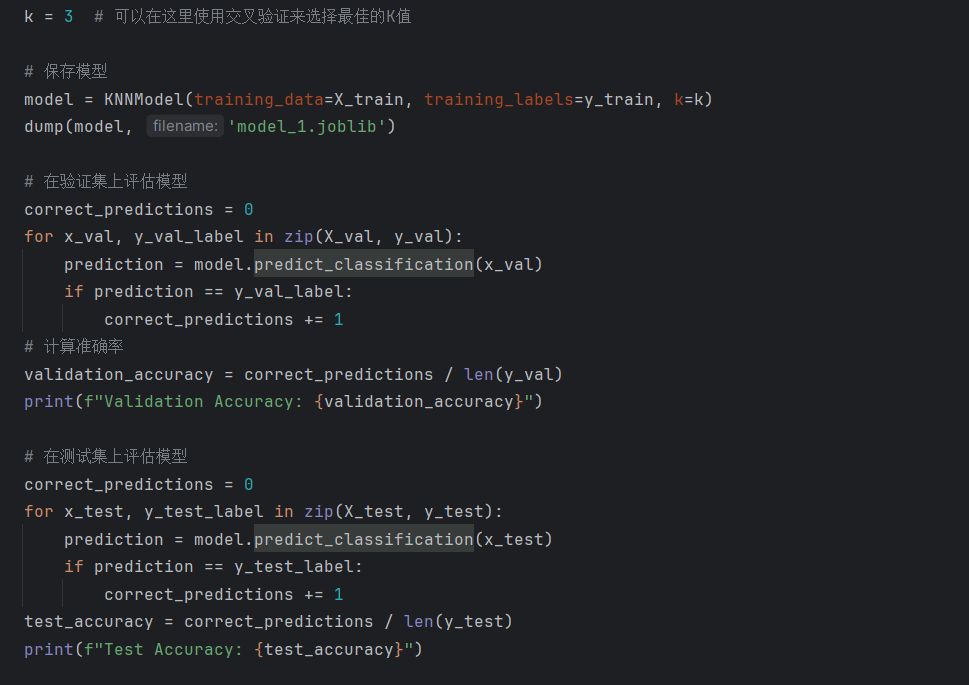 k = 3  # 可以在这里使用交叉验证来选择最佳的K值
# 保存模型
model = KNNModel(training_data=X_train, training_labels=y_train, k=k)
dump(model, filename: 'model_1.joblib')
# 在验证集上评估模型
correct_predictions = 0
for x_val, y_val_label in zip(X_val, y_val):
    prediction = model.predict_classification(x_val)
    if prediction == y_val_label:
        correct_predictions += 1
# 计算准确率
validation_accuracy = correct_predictions / len(y_val)
print(f"Validation Accuracy: {validation_accuracy}")
# 在测试集上评估模型
correct_predictions = 0
for x_test, y_test_label in zip(X_test, y_test):
    prediction = model.predict_classification(x_test)
    if prediction == y_test_label:
        correct_predictions += 1
test_accuracy = correct_predictions / len(y_test)
print(f"Test Accuracy: {test_accuracy}")